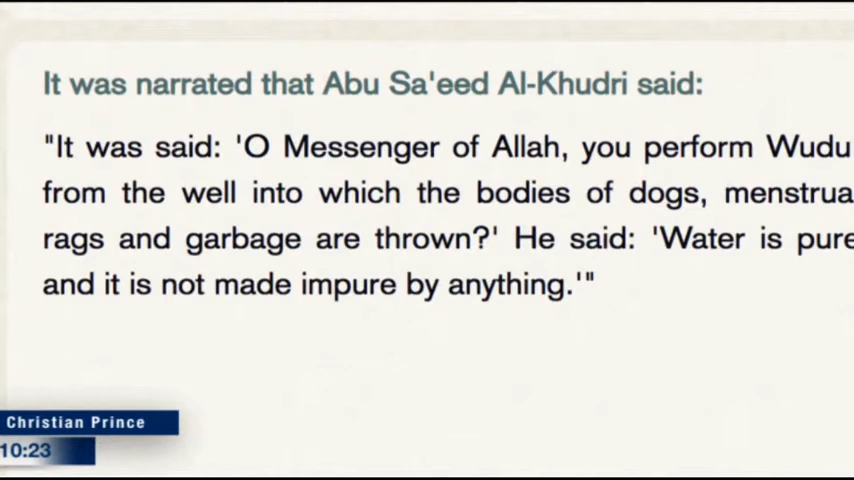 It was narrated that Abu Sa'eed Al-Khudri said:
"It was said: 'O Messenger of Allah, you perform Wudu
from the well into which the bodies of dogs, menstrua
rags and garbage are thrown?' He said: 'Water is pure
and it is not made impure by anything.'"
Christian Prince
10:23